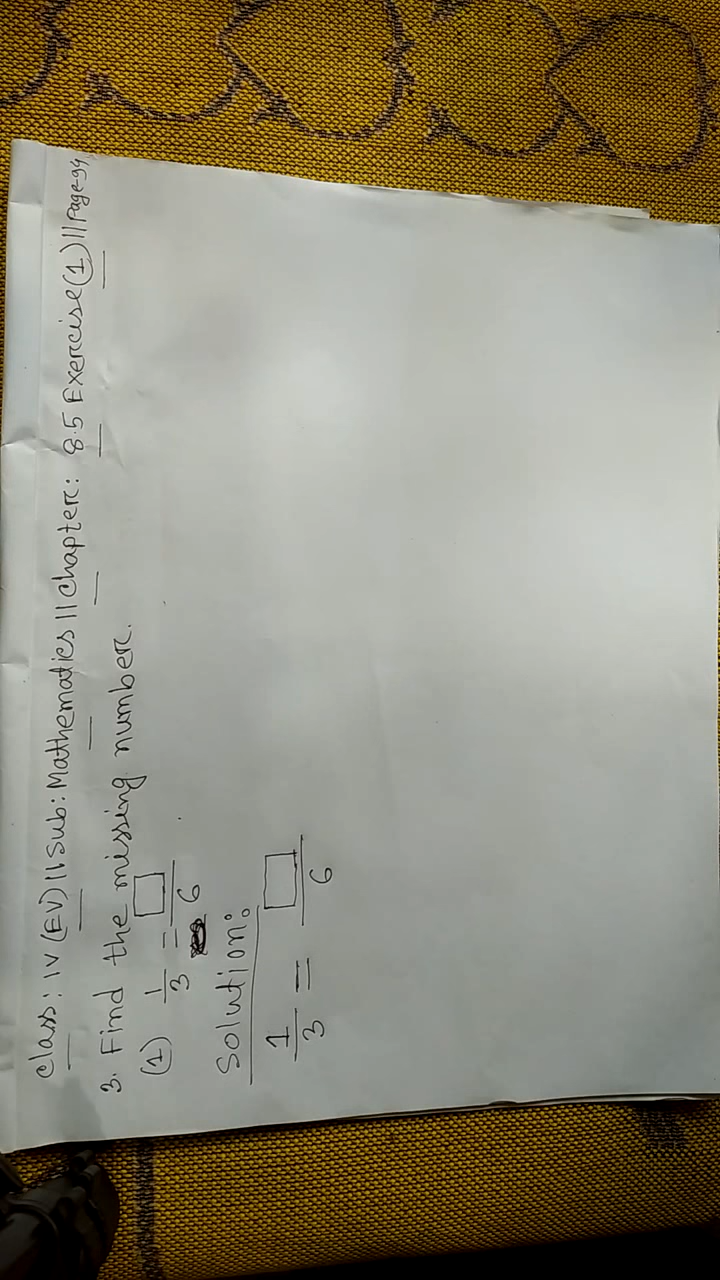 Class: IV (EV) || Sub: Mathematics || Chapter: 8.5 Exercise (1) || Page-94
3. Find the missing number.
(1) 1/3 = □/6
Solution:
1/3 = □/6